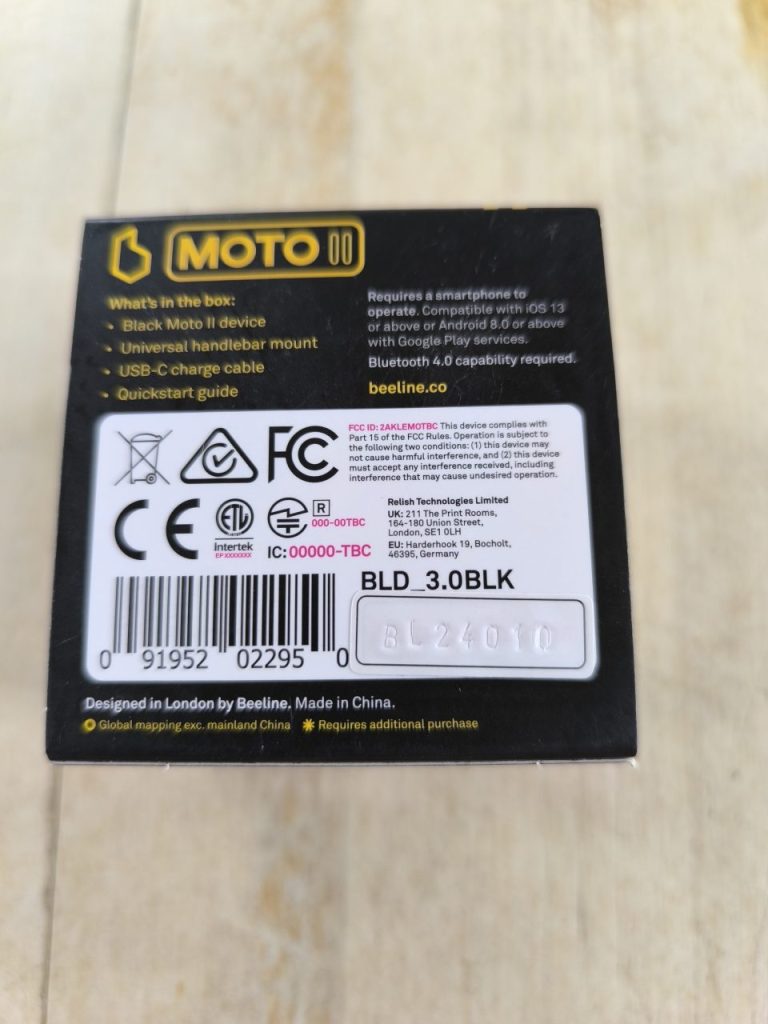 MOTO II
What's in the box:
• Black Moto II device
• Universal handlebar mount
• USB-C charge cable
• Quickstart guide
Requires a smartphone to
operate. Compatible with iOS 13
or above or Android 8.0 or above
with Google Play services.
Bluetooth 4.0 capability required.
beeline.co
FC
FCC ID: 2AKLEMOTBC This device complies with
Part 15 of the FCC Rules. Operation is subject to
the following two conditions: (1) this device may
not cause harmful interference, and (2) this device
must accept any interference received, including
interference that may cause undesired operation.
CE
ETL
Intertek
EP XXXXXXX
R
000-00TBC
IC: 00000-TBC
Relish Technologies Limited
UK: 211 The Print Rooms,
164-180 Union Street,
London, SE1 0LH
EU: Harderhook 19, Bocholt,
46395, Germany
0 91952 02295 0
BLD_3.0BLK
BL24010
Designed in London by Beeline. Made in China.
Global mapping exc. mainland China
Requires additional purchase